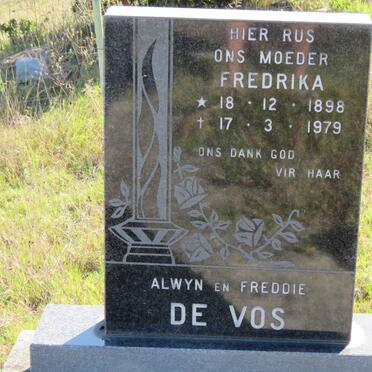 HIER RUS
ONS MOEDER
FREDRIKA
★ 18 · 12 · 1898
† 17 · 3 · 1979
ONS DANK GOD
VIR HAAR
ALWYN EN FREDDIE
DE VOS